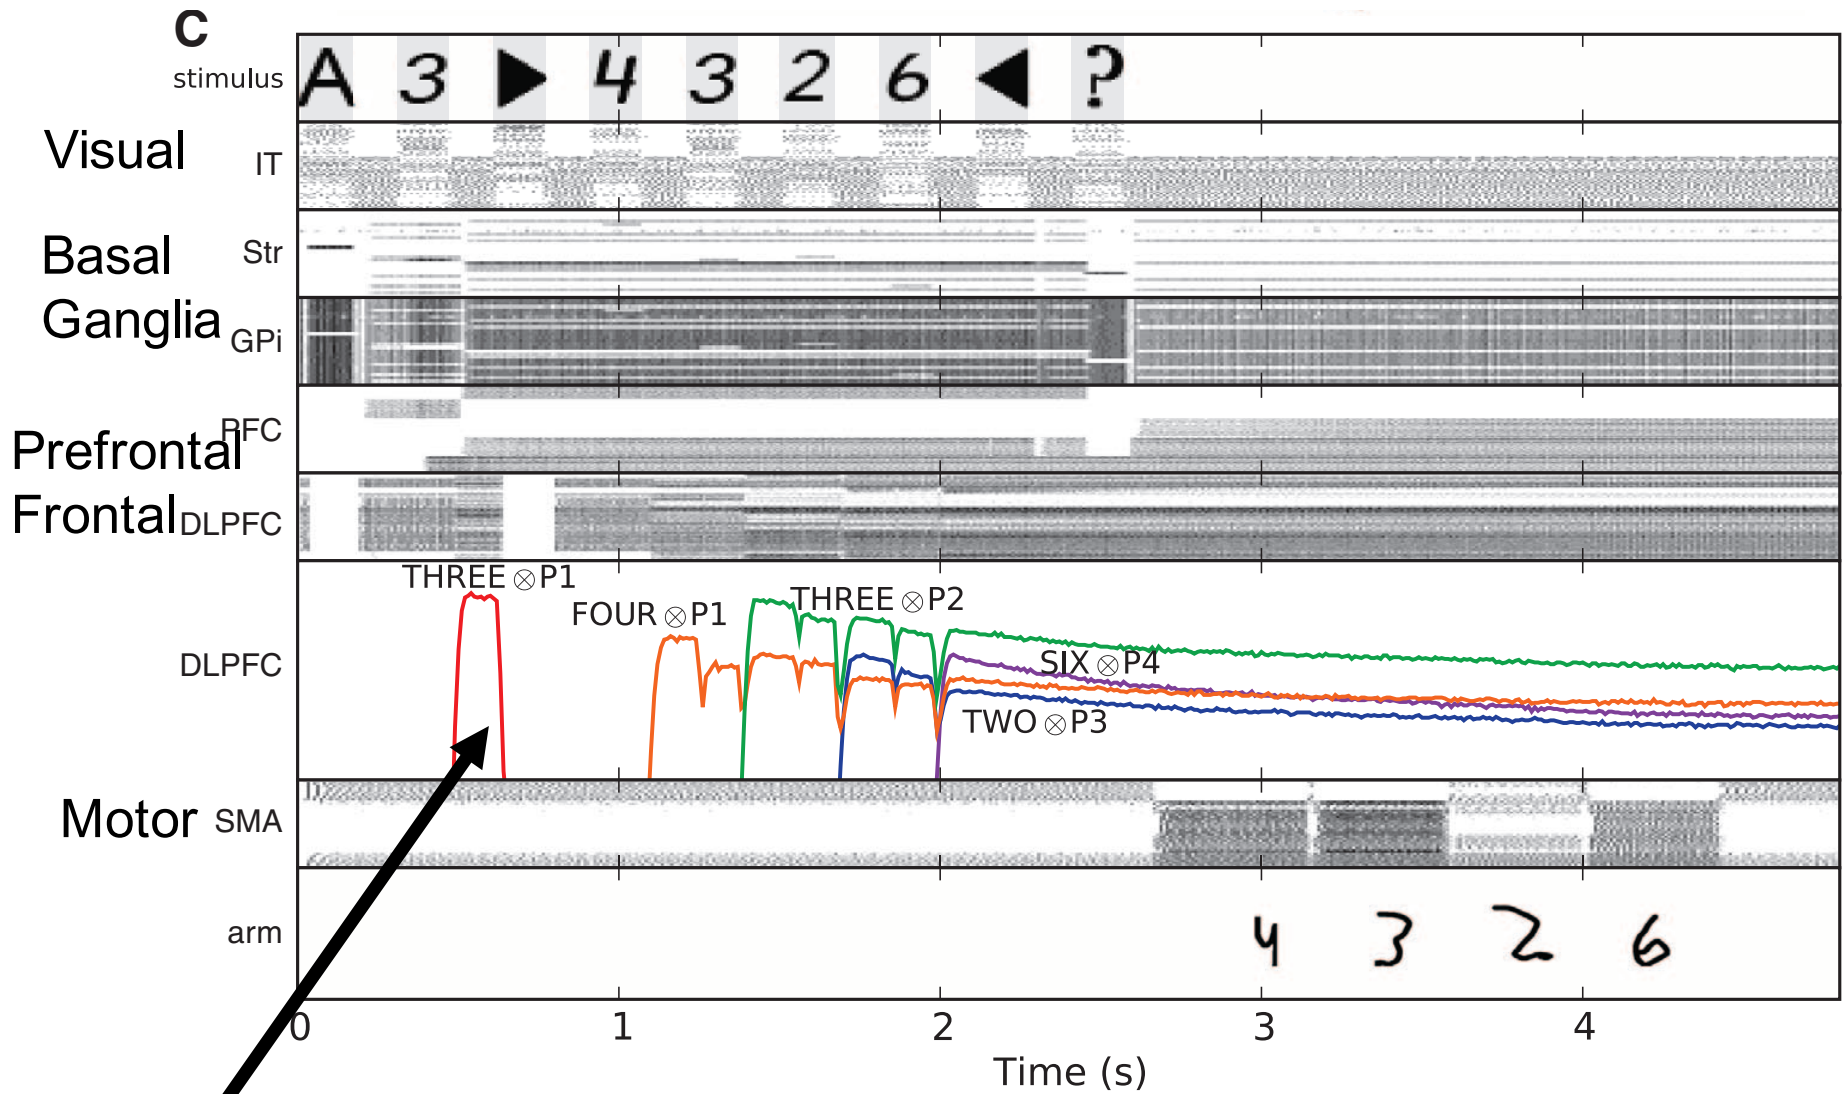 C
stimulus A 3 ▶ 4 3 2 6 ◀ ?
Visual
IT
Basal
Ganglia
Str
GPi
PFC
Prefrontal
Frontal
DLPFC
THREE⊗P1
FOUR⊗P1
THREE⊗P2
DLPFC
SIX⊗P4
TWO⊗P3
Motor
SMA
arm 4 3 2 6
0 1 2 3 4
Time (s)